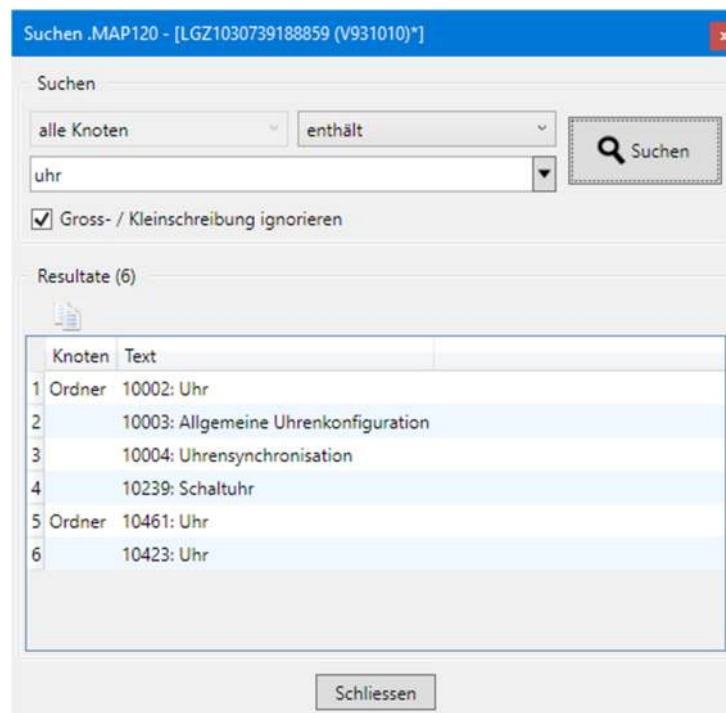 Suchen .MAP120 - [LGZ1030739188859 (V931010)*]
Suchen
alle Knoten enthält
Suchen
uhr
Gross- / Kleinschreibung ignorieren
Resultate (6)
Knoten Text
1 Ordner 10002: Uhr
2 10003: Allgemeine Uhrenkonfiguration
3 10004: Uhrensynchronisation
4 10239: Schaltuhr
5 Ordner 10461: Uhr
6 10423: Uhr
Schliessen